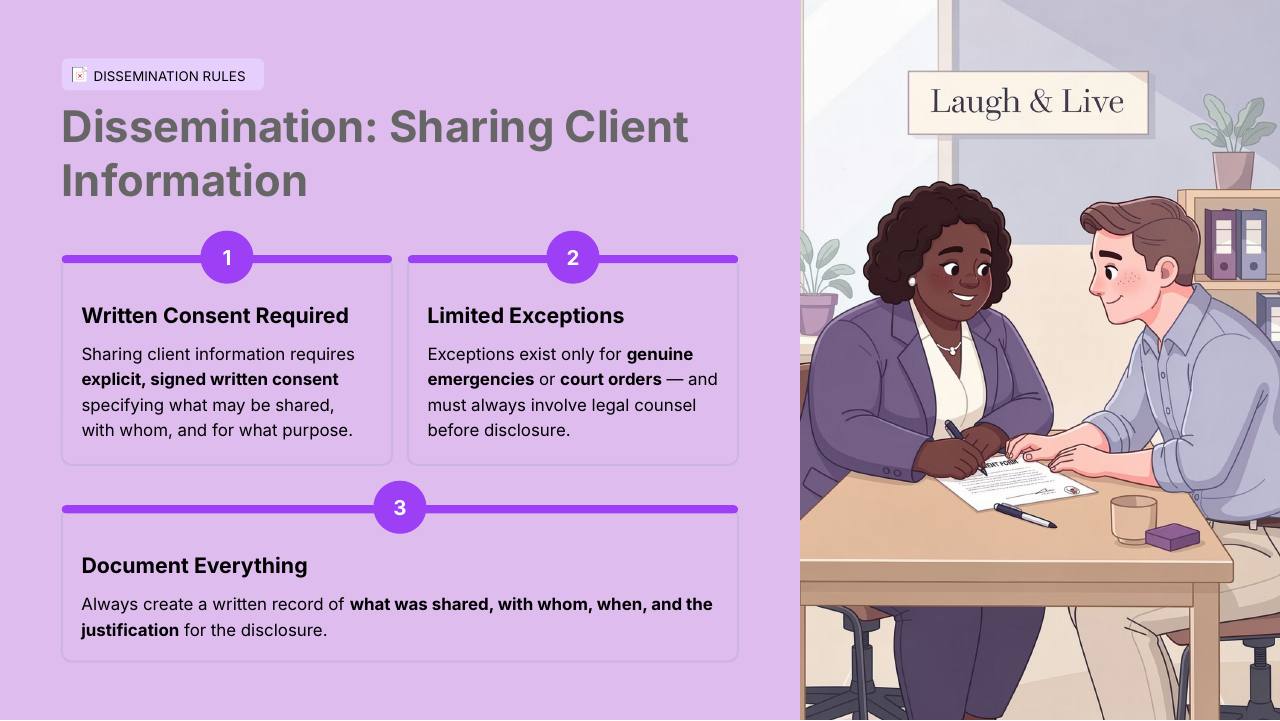 DISSEMINATION RULES
Dissemination: Sharing Client
Information
1
Written Consent Required
Sharing client information requires
explicit, signed written consent
specifying what may be shared,
with whom, and for what purpose.
2
Limited Exceptions
Exceptions exist only for genuine
emergencies or court orders — and
must always involve legal counsel
before disclosure.
3
Document Everything
Always create a written record of what was shared, with whom, when, and the
justification for the disclosure.
Laugh & Live
FORM